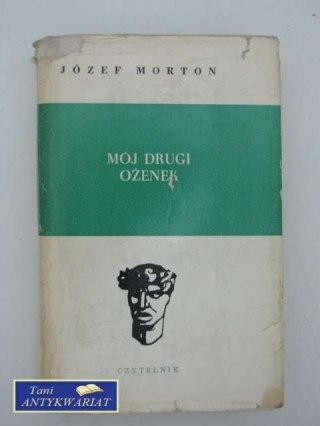 JÓZEF MORTON
MÓJ DRUGI
OŻENEK
CZYTELNIK
Tani
ANTYKWARIAT